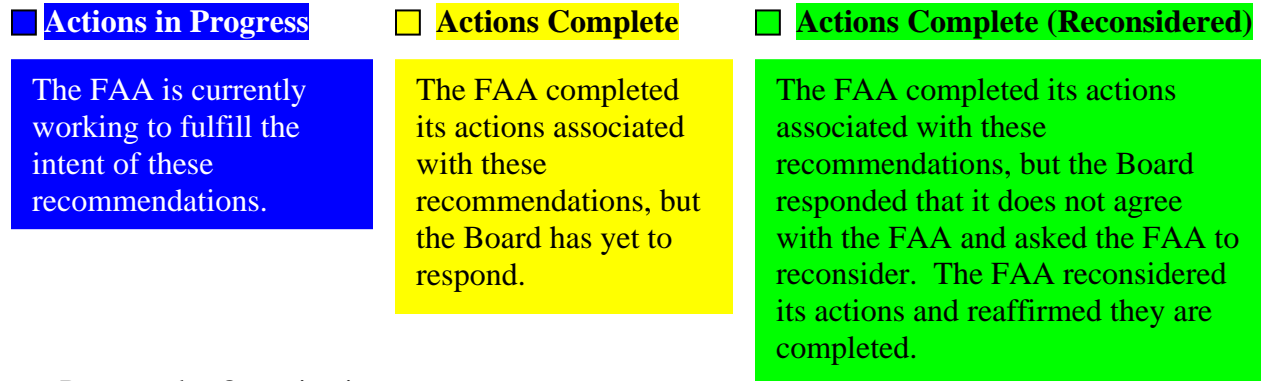 Actions in Progress
The FAA is currently
working to fulfill the
intent of these
recommendations.
Actions Complete
The FAA completed
its actions associated
with these
recommendations, but
the Board has yet to
respond.
Actions Complete (Reconsidered)
The FAA completed its actions
associated with these
recommendations, but the Board
responded that it does not agree
with the FAA and asked the FAA to
reconsider. The FAA reconsidered
its actions and reaffirmed they are
completed.